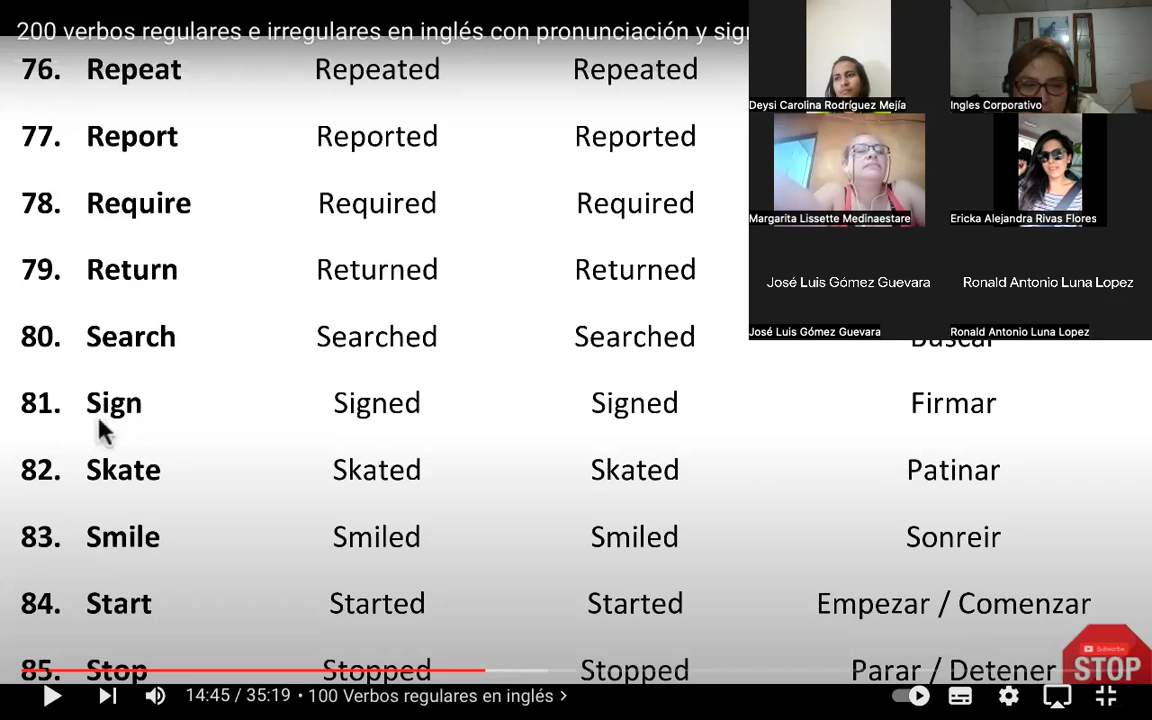 200 verbos regulares e irregulares en inglés con pronunciación y sig
76. Repeat Repeated Repeated
77. Report Reported Reported
78. Require Required Required
79. Return Returned Returned
80. Search Searched Searched Buscar
81. Sign Signed Signed Firmar
82. Skate Skated Skated Patinar
83. Smile Smiled Smiled Sonreir
84. Start Started Started Empezar / Comenzar
85. Stop Stopped Stopped Parar / Detener
Deysi Carolina Rodríguez Mejía
Ingles Corporativo
Margarita Lissette Medinaestare
Ericka Alejandra Rivas Flores
José Luis Gómez Guevara
Ronald Antonio Luna Lopez
José Luis Gómez Guevara
Ronald Antonio Luna Lopez
Subscribe
STOP
14:45 / 35:19 • 100 Verbos regulares en inglés >